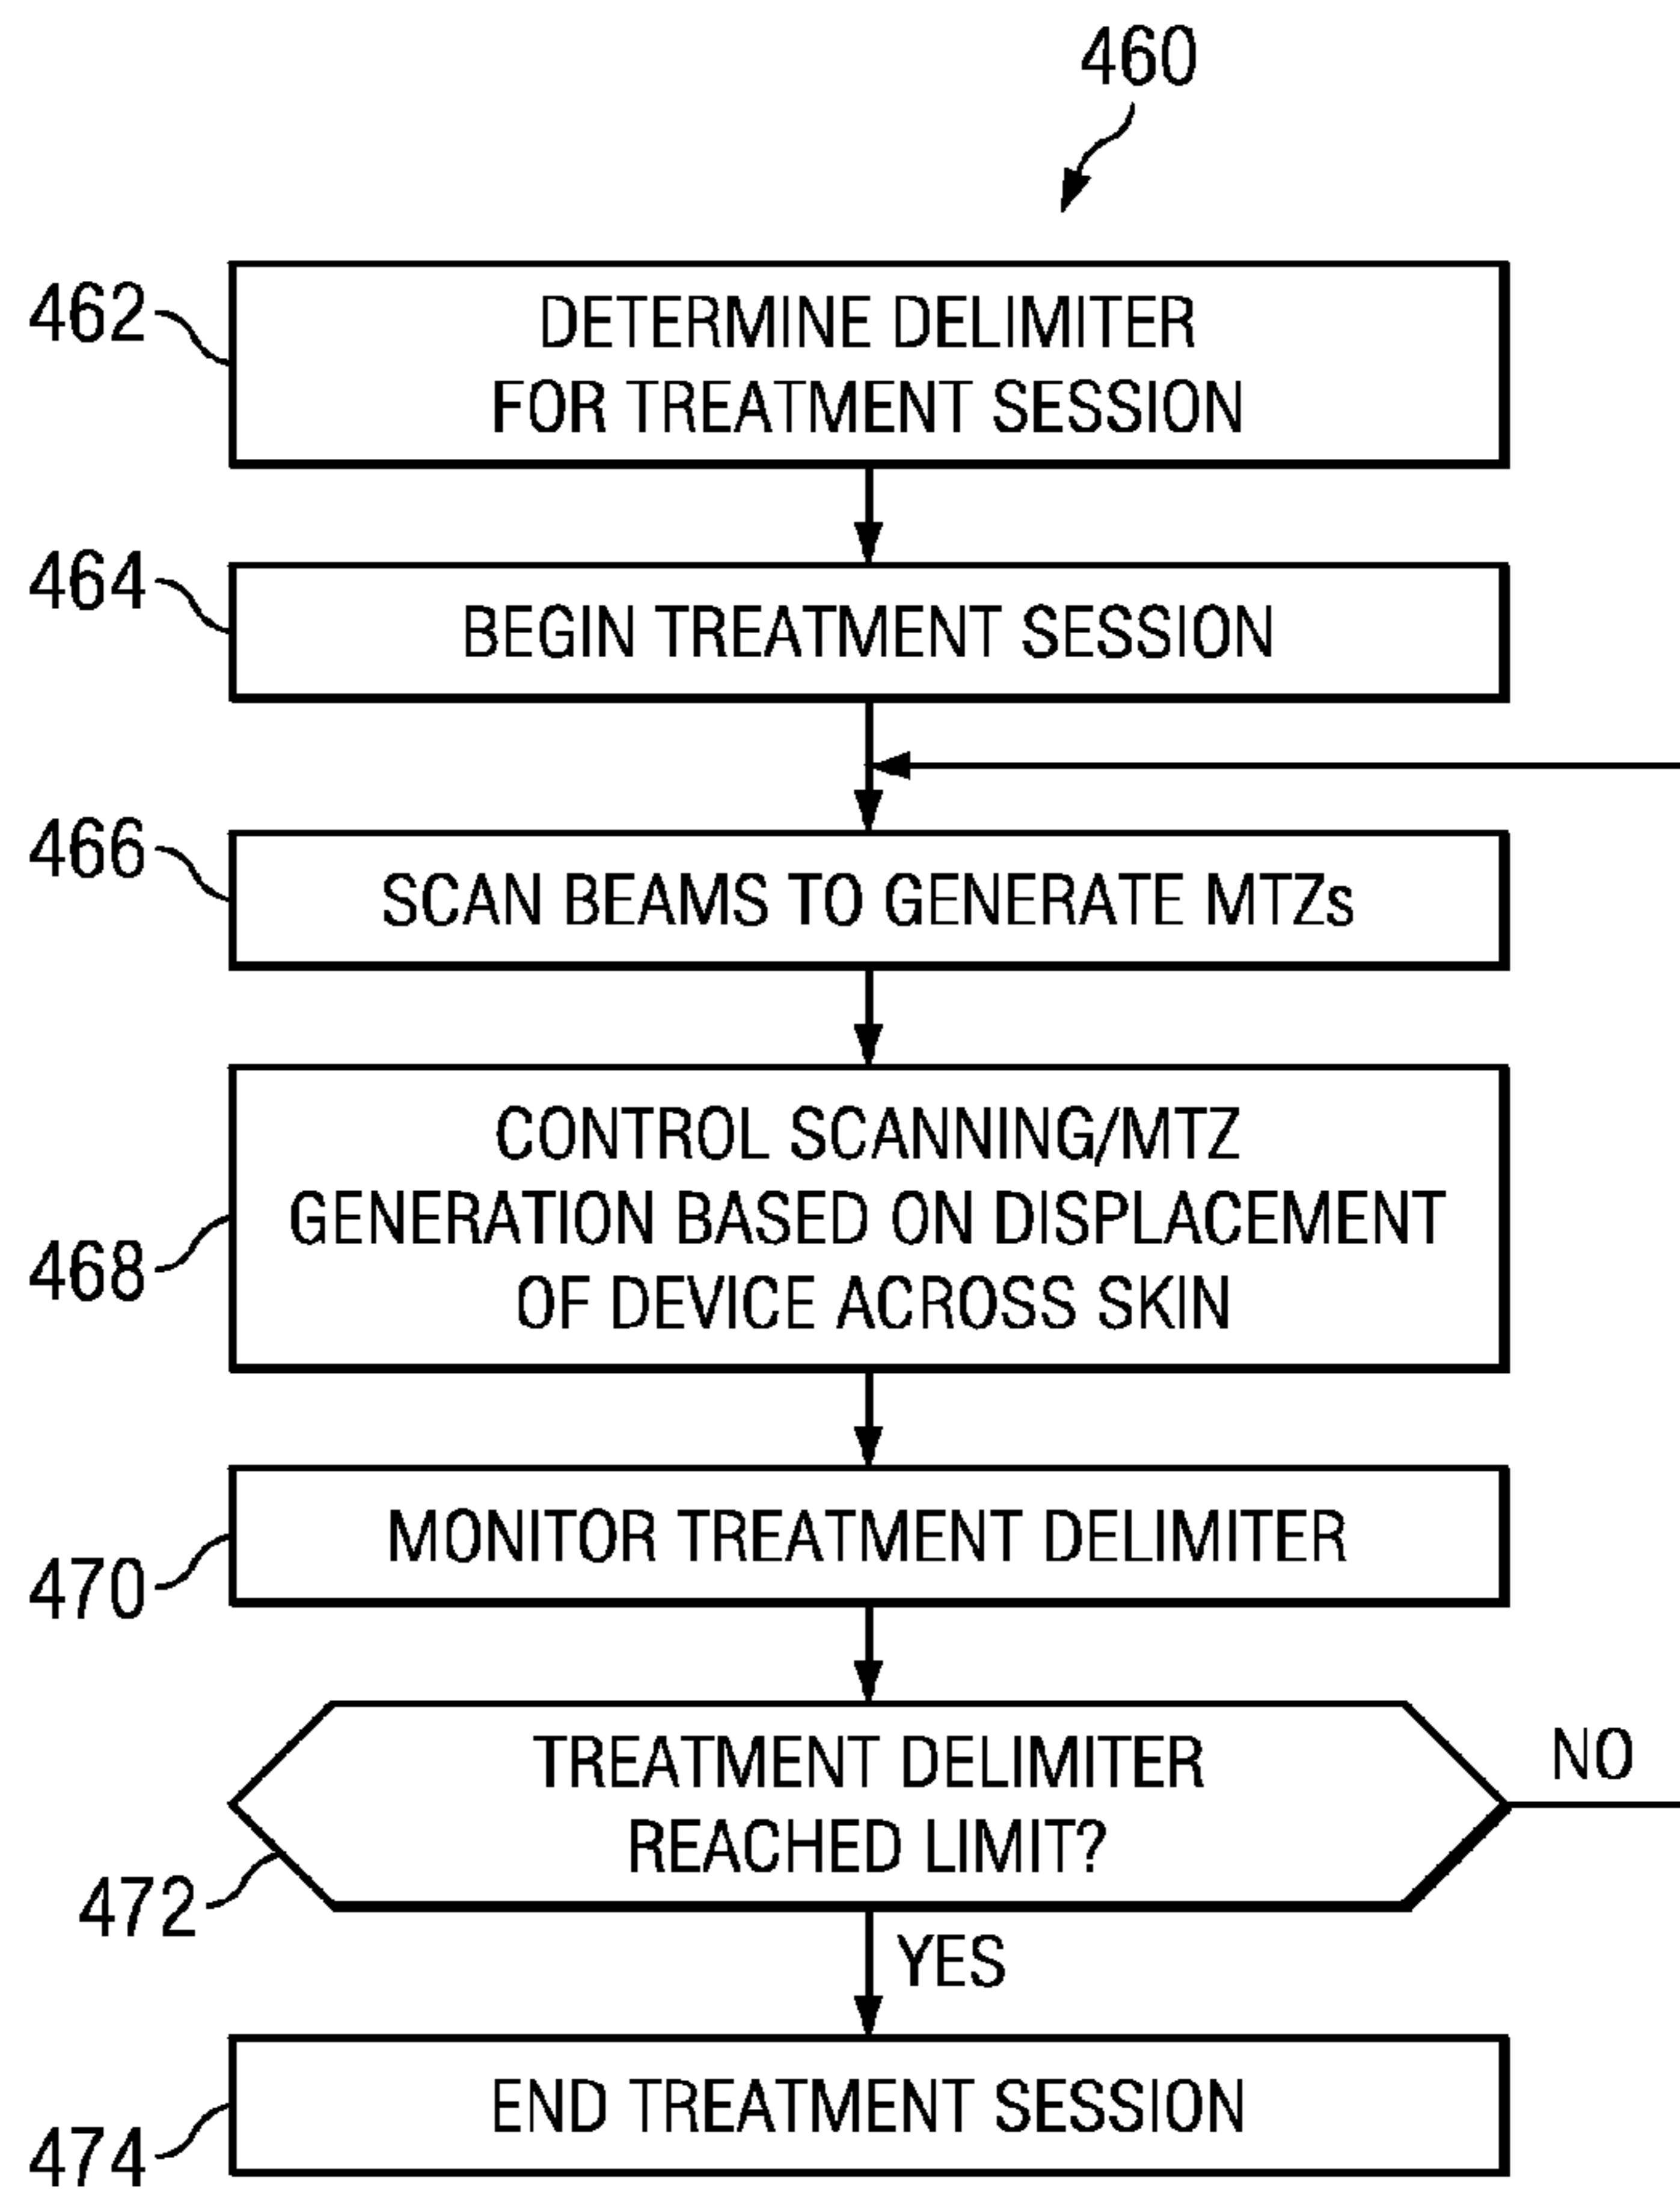 460
462
DETERMINE DELIMITER
FOR TREATMENT SESSION
464
BEGIN TREATMENT SESSION
466
SCAN BEAMS TO GENERATE MTZs
468
CONTROL SCANNING/MTZ
GENERATION BASED ON DISPLACEMENT
OF DEVICE ACROSS SKIN
470
MONITOR TREATMENT DELIMITER
472
TREATMENT DELIMITER
REACHED LIMIT?
NO
YES
474
END TREATMENT SESSION